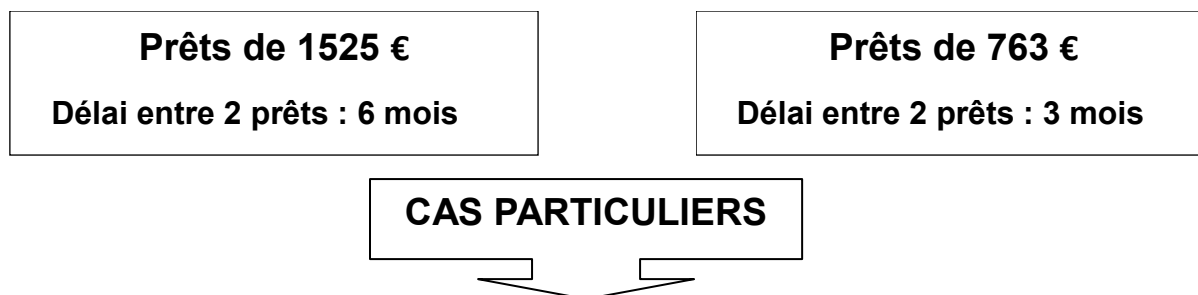 Prêts de 1525 €
Délai entre 2 prêts : 6 mois
Prêts de 763 €
Délai entre 2 prêts : 3 mois
CAS PARTICULIERS